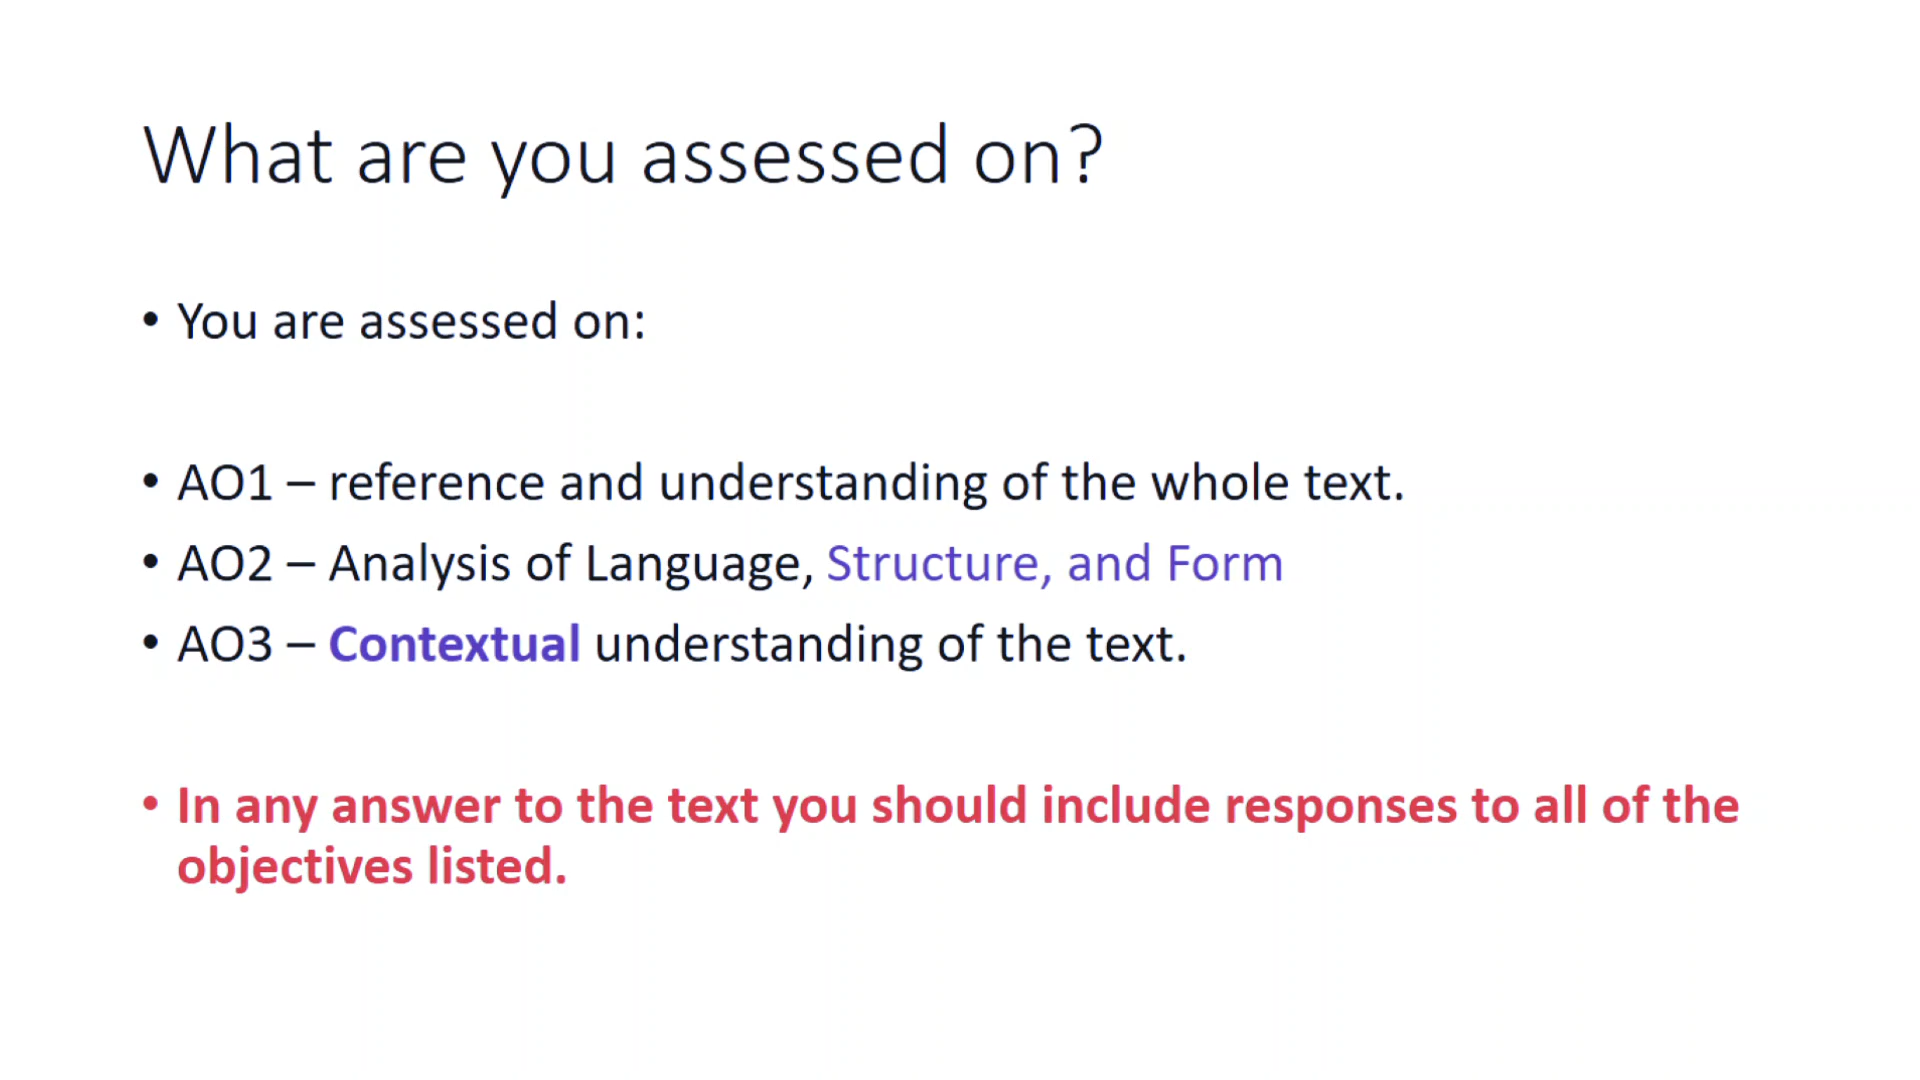 What are you assessed on?
• You are assessed on:
• AO1 – reference and understanding of the whole text.
• AO2 – Analysis of Language, Structure, and Form
• AO3 – Contextual understanding of the text.
• In any answer to the text you should include responses to all of the
objectives listed.